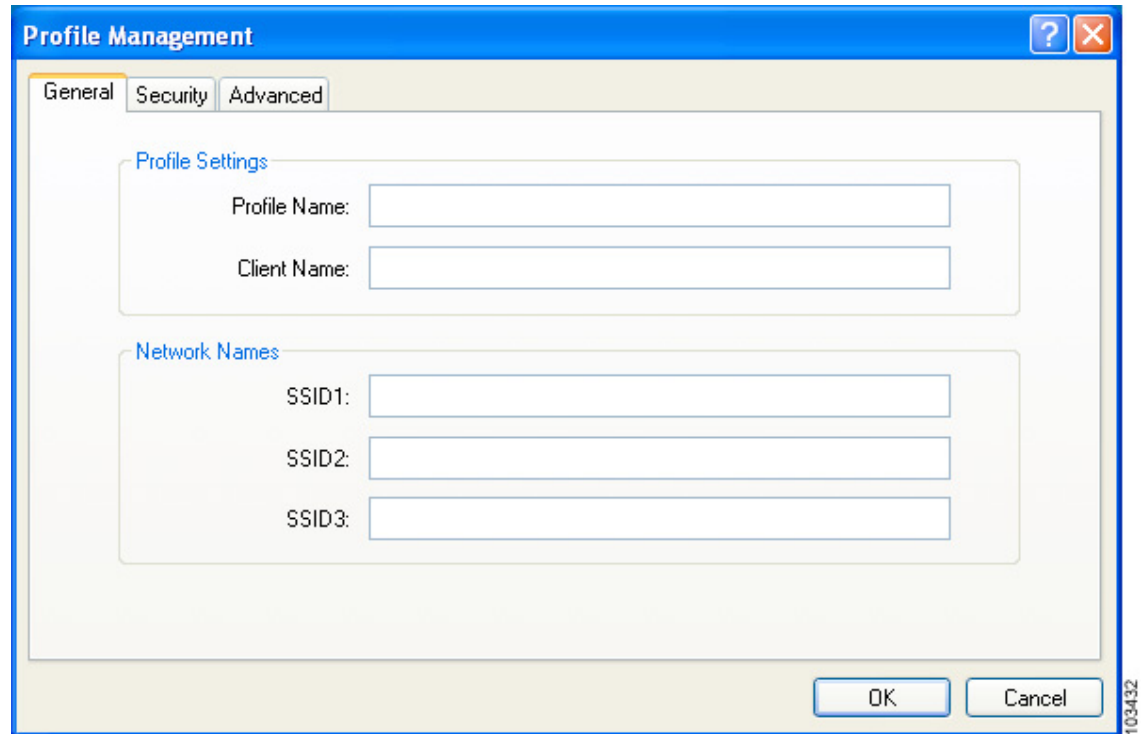 Profile Management
General Security Advanced
Profile Settings
Profile Name:
Client Name:
Network Names
SSID1:
SSID2:
SSID3:
OK Cancel
103432